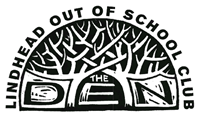 LINDHEAD OUT OF SCHOOL CLUB
THE
DEN